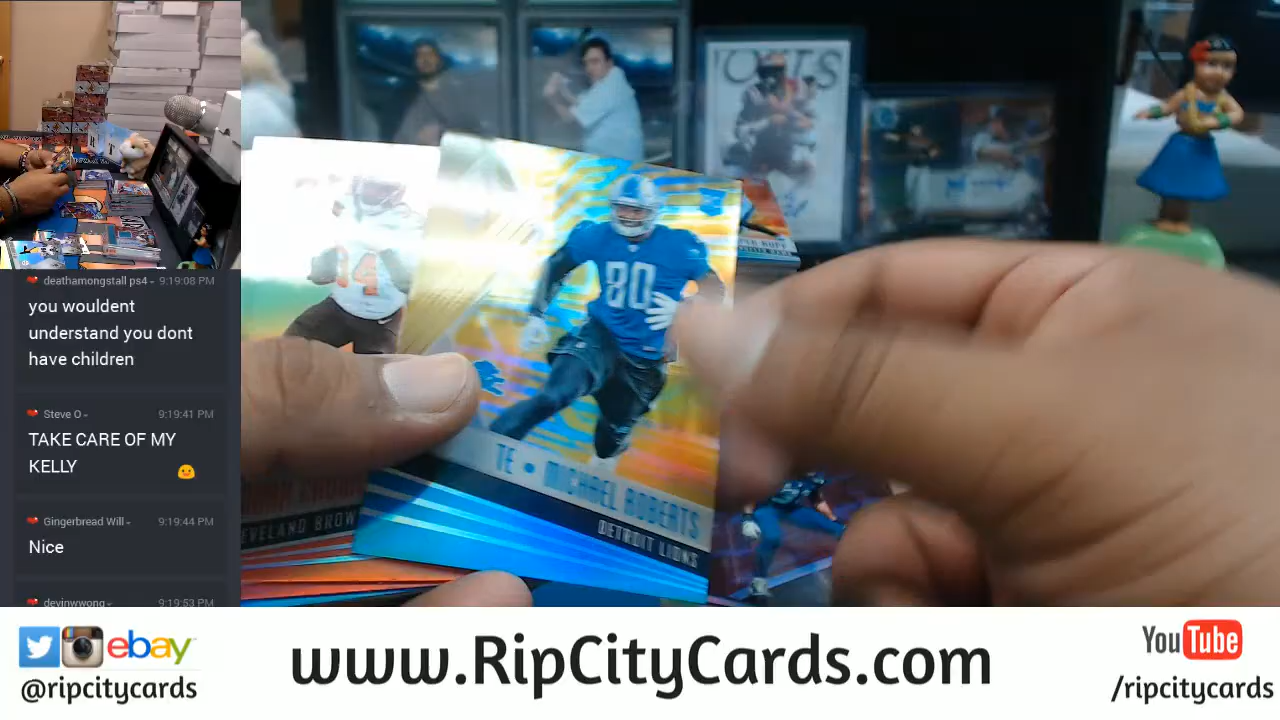 deathamongstall ps4 9:19:08 PM
you wouldent
understand you dont
have children
Steve O 9:19:41 PM
TAKE CARE OF MY
KELLY
Gingerbread Will 9:19:44 PM
Nice
devinwwong 9:19:53 PM
14
80
TE • MICHAEL ROBERTS
DETROIT LIONS
ebay
@ripcitycards
www.RipCityCards.com
YouTube
/ripcitycards